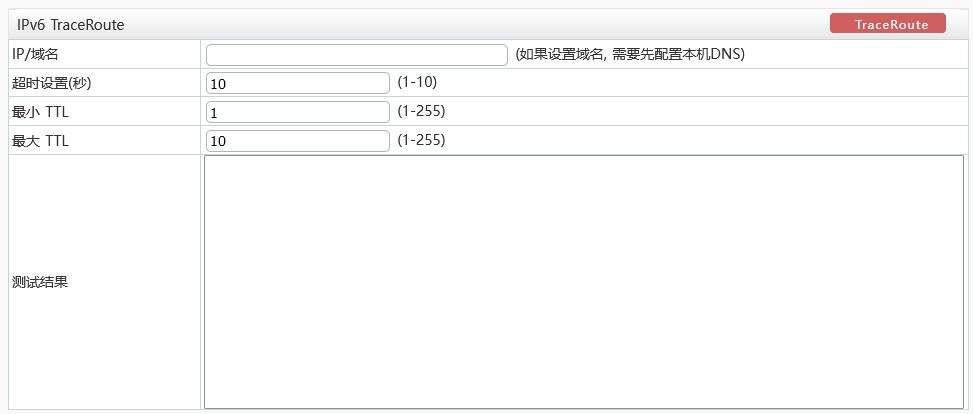 IPv6 TraceRoute TraceRoute
IP/域名 (如果设置域名, 需要先配置本机DNS)
超时设置(秒) 10 (1-10)
最小 TTL 1 (1-255)
最大 TTL 10 (1-255)
测试结果